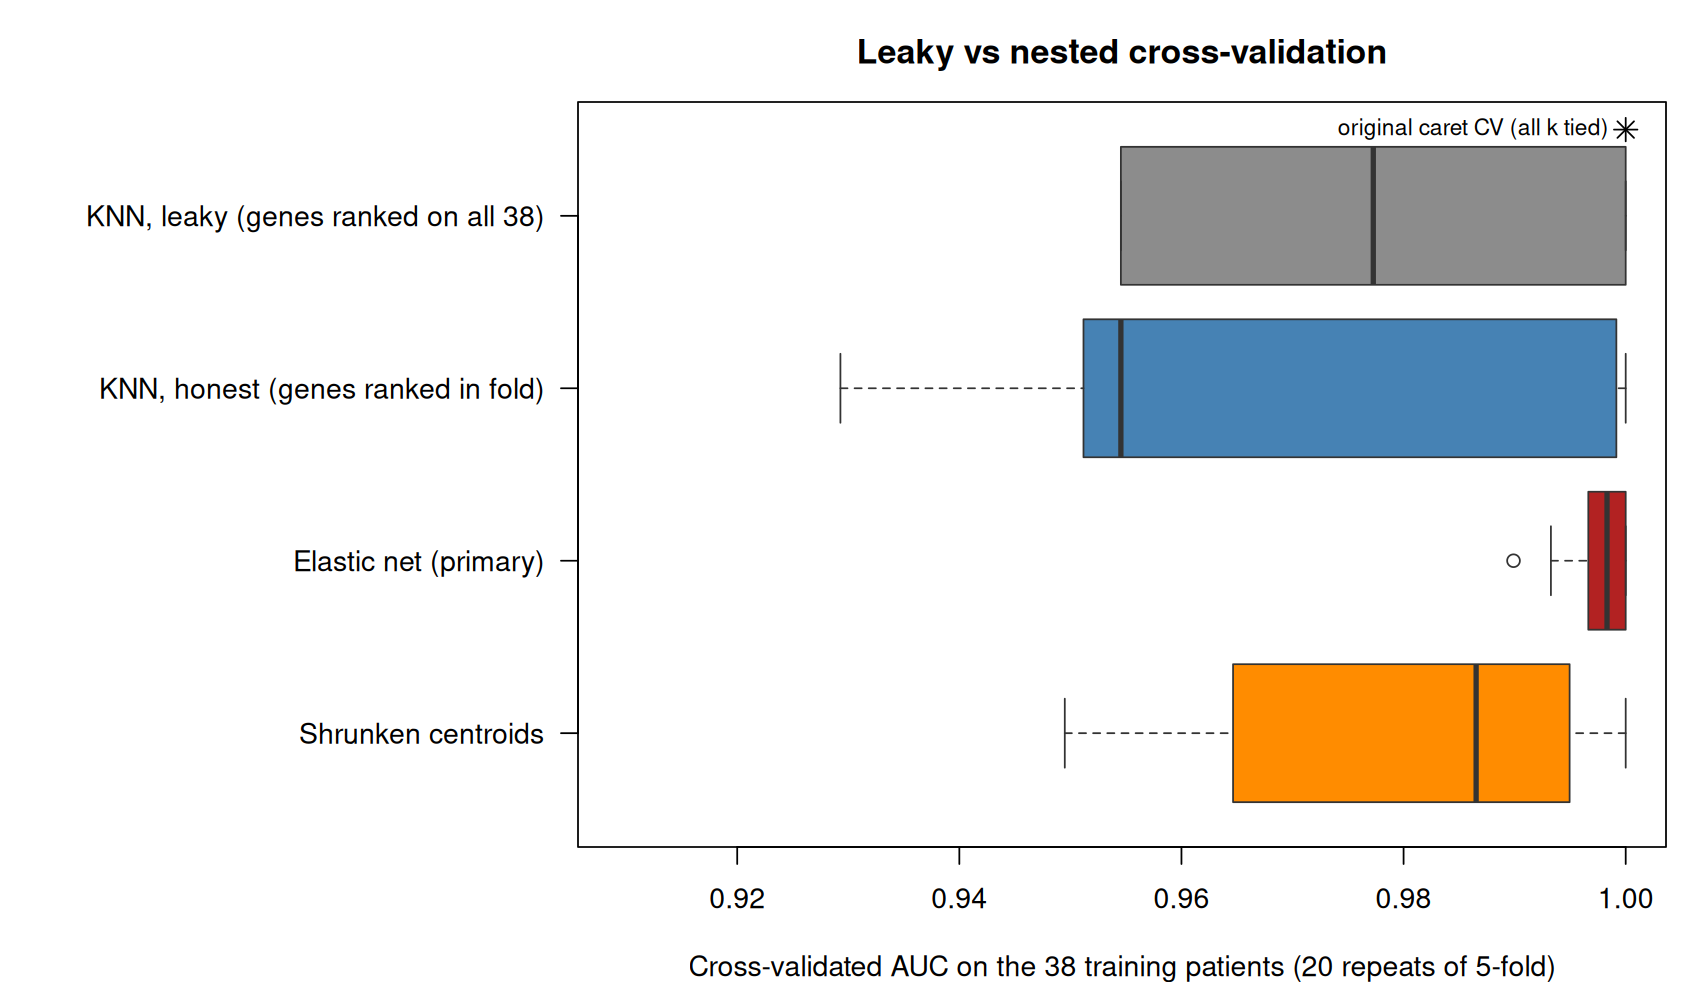 Leaky vs nested cross-validation
original caret CV (all k tied)
KNN, leaky (genes ranked on all 38)
KNN, honest (genes ranked in fold)
Elastic net (primary)
Shrunken centroids
0.92 0.94 0.96 0.98 1.00
Cross-validated AUC on the 38 training patients (20 repeats of 5-fold)